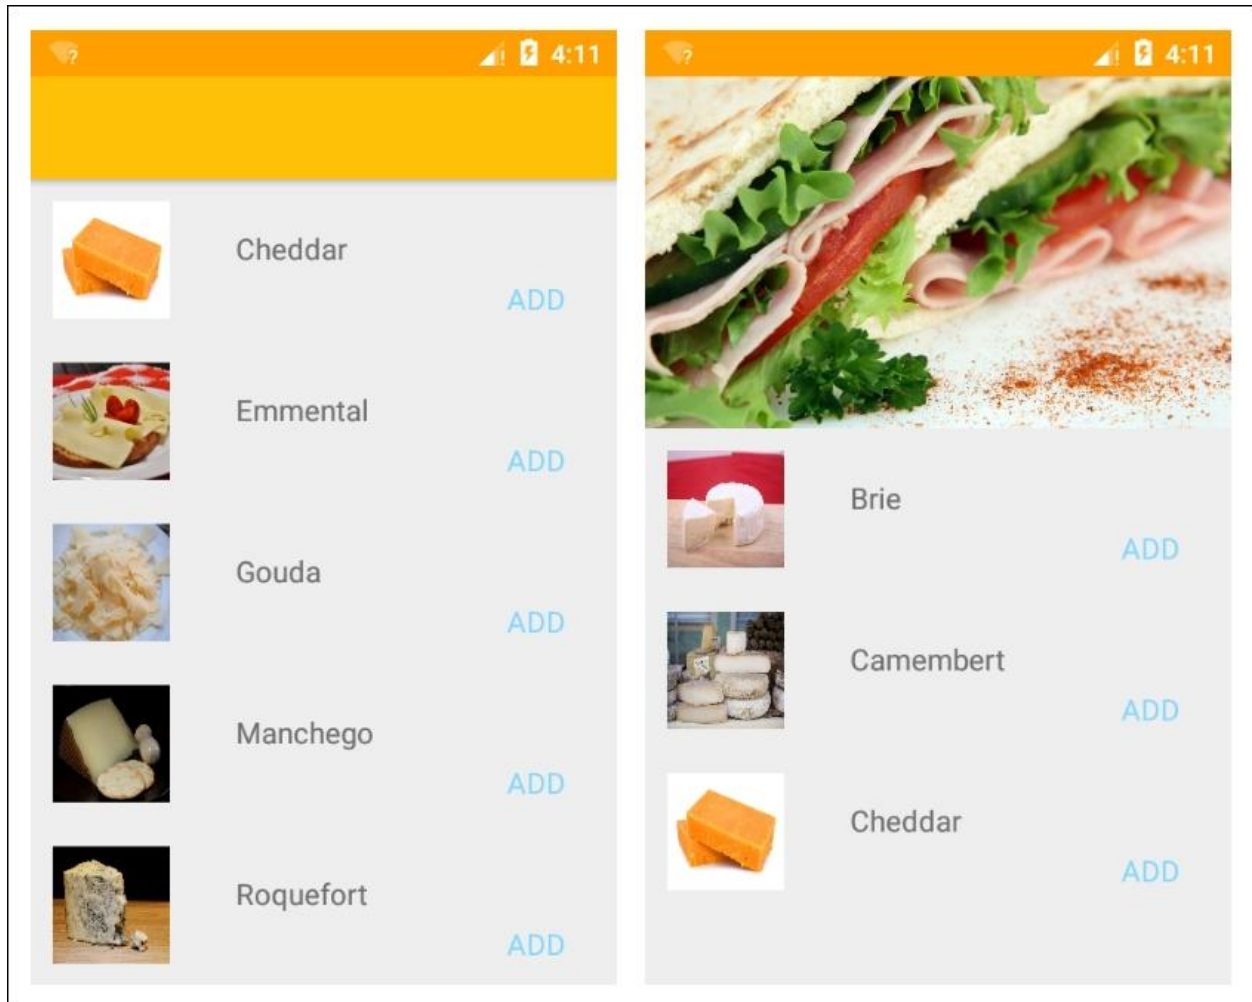 4:11
Cheddar
ADD
Emmental
ADD
Gouda
ADD
Manchego
ADD
Roquefort
ADD
4:11
Brie
ADD
Camembert
ADD
Cheddar
ADD